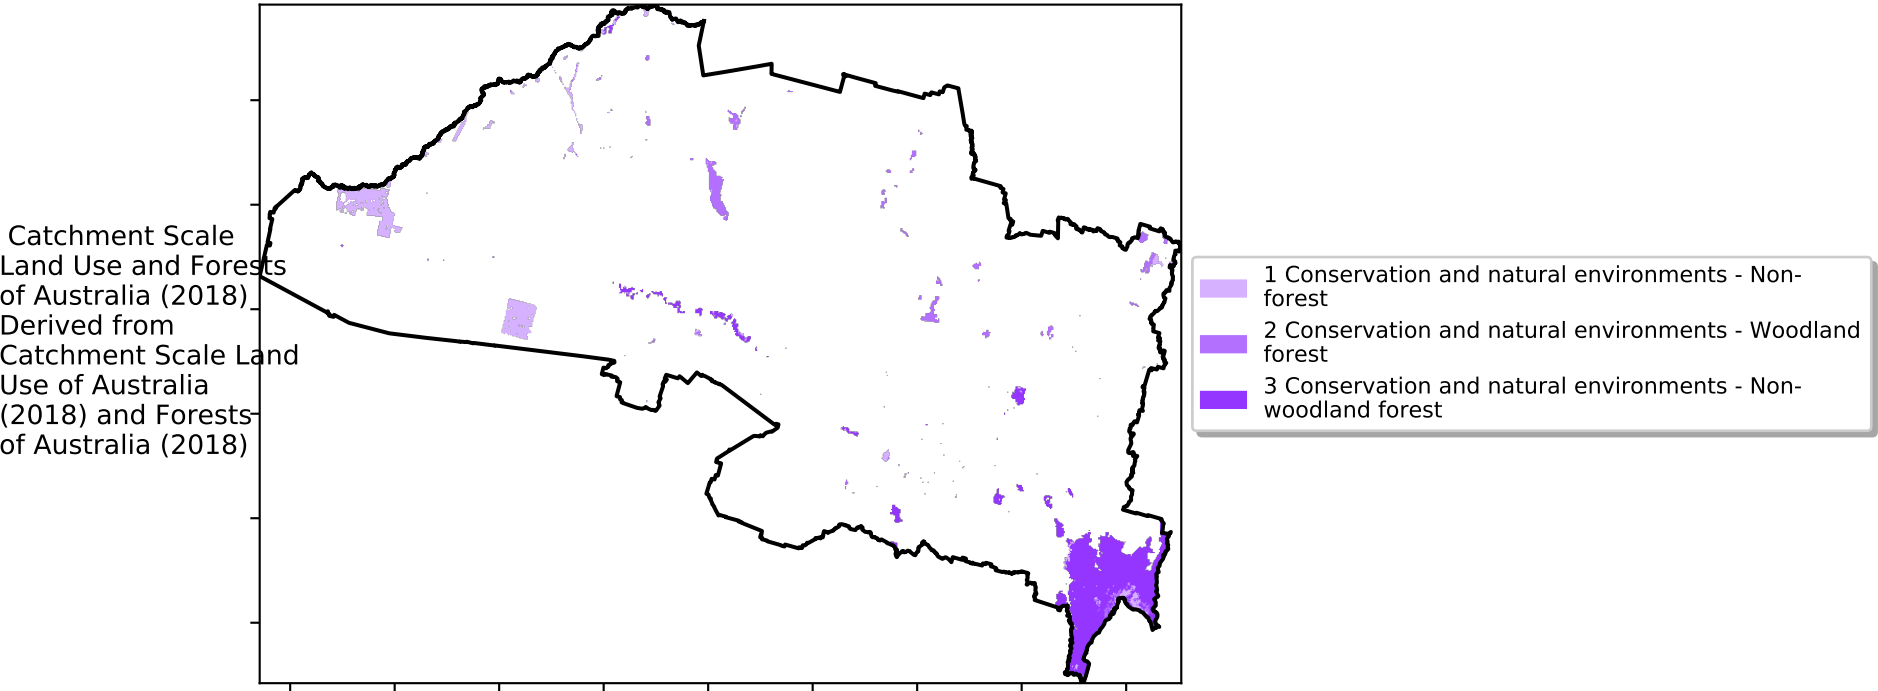 Catchment Scale
Land Use and Forests
of Australia (2018)
Derived from
Catchment Scale Land
Use of Australia
(2018) and Forests
of Australia (2018)
1 Conservation and natural environments - Non-
forest
2 Conservation and natural environments - Woodland
forest
3 Conservation and natural environments - Non-
woodland forest